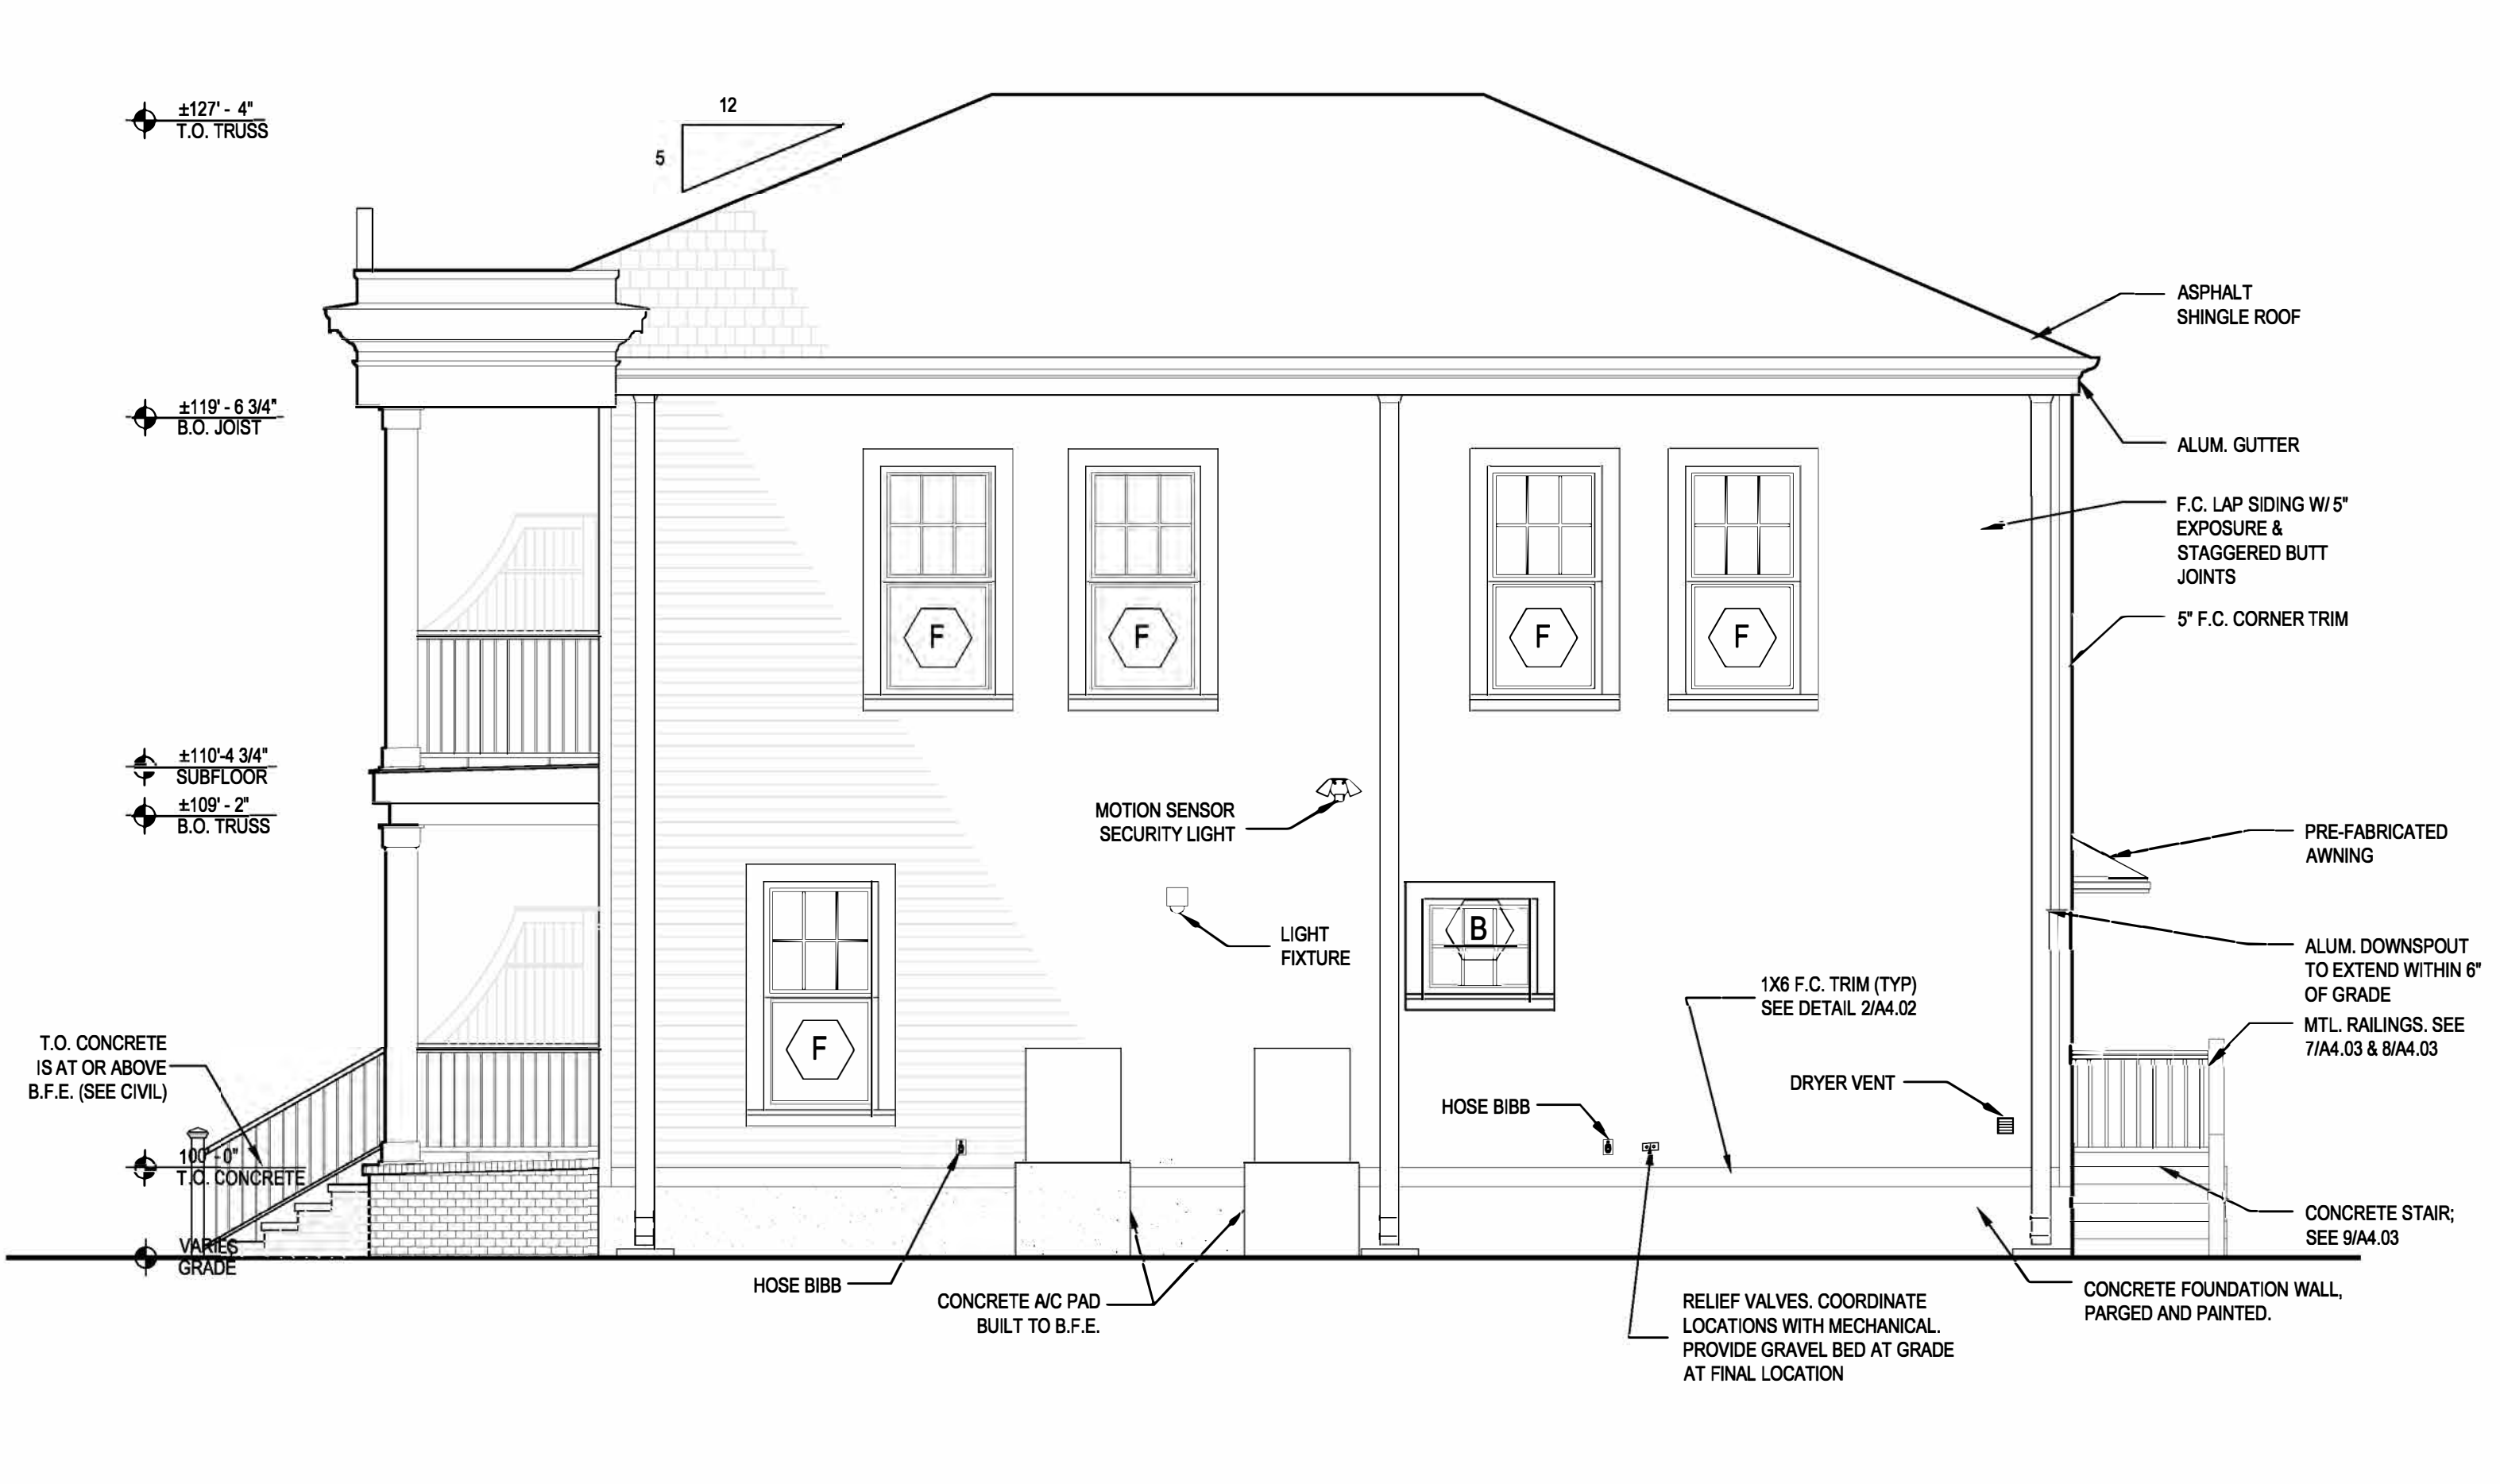 12
5
±127' - 4"
T.O. TRUSS
±119' - 6 3/4"
B.O. JOIST
±110'-4 3/4"
SUBFLOOR
±109' - 2"
B.O. TRUSS
T.O. CONCRETE
IS AT OR ABOVE
B.F.E. (SEE CIVIL)
100' -0"
T.O. CONCRETE
VARIES
GRADE
F
F
F
F
MOTION SENSOR
SECURITY LIGHT
LIGHT
FIXTURE
F
B
1X6 F.C. TRIM (TYP)
SEE DETAIL 2/A4.02
DRYER VENT
HOSE BIBB
HOSE BIBB
CONCRETE A/C PAD
BUILT TO B.F.E.
RELIEF VALVES. COORDINATE
LOCATIONS WITH MECHANICAL.
PROVIDE GRAVEL BED AT GRADE
AT FINAL LOCATION
ASPHALT
SHINGLE ROOF
ALUM. GUTTER
F.C. LAP SIDING W/ 5"
EXPOSURE &
STAGGERED BUTT
JOINTS
5" F.C. CORNER TRIM
PRE-FABRICATED
AWNING
ALUM. DOWNSPOUT
TO EXTEND WITHIN 6"
OF GRADE
MTL. RAILINGS. SEE
7/A4.03 & 8/A4.03
CONCRETE STAIR;
SEE 9/A4.03
CONCRETE FOUNDATION WALL,
PARGED AND PAINTED.